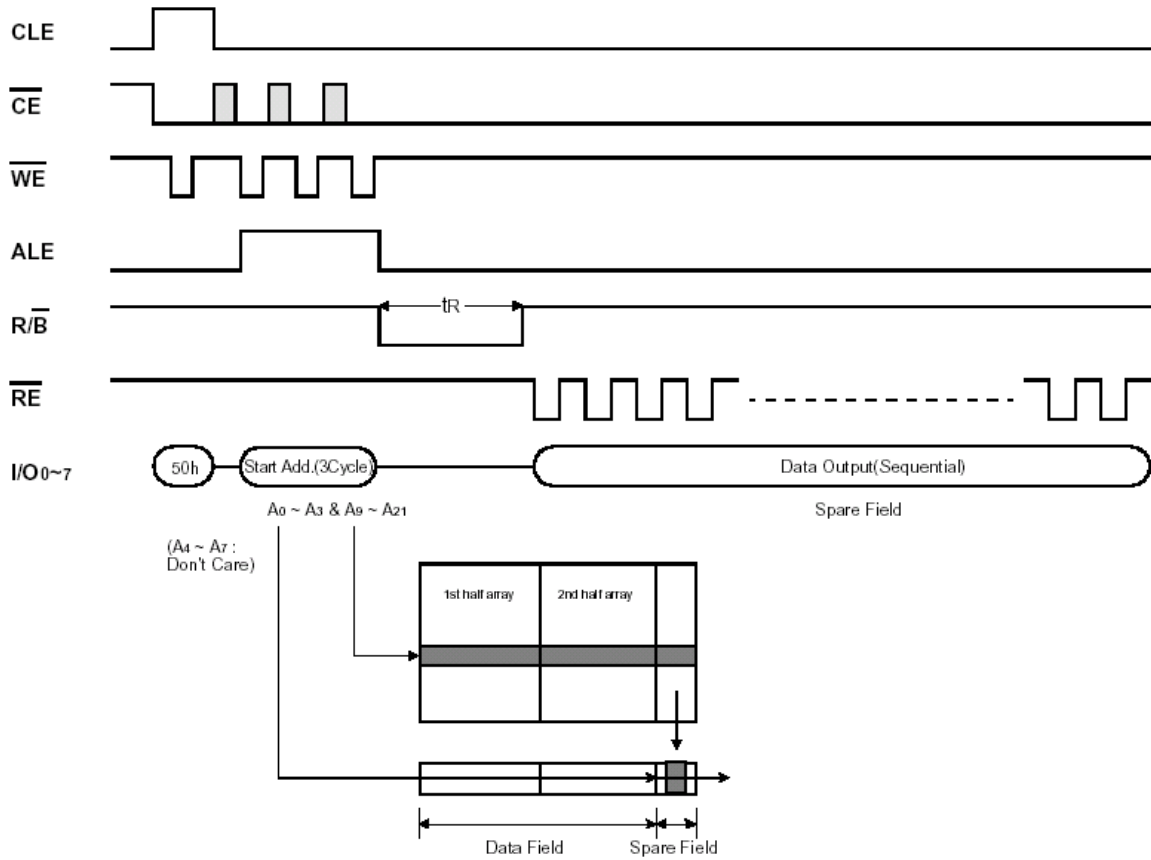 CLE
CE
WE
ALE
R/B
tR
RE
I/O0~7
50h
Start Add.(3Cycle)
Data Output(Sequential)
A0 ~ A3 & A9 ~ A21
Spare Field
(A4 ~ A7 :
Don't Care)
1st half array
2nd half array
Data Field
Spare Field